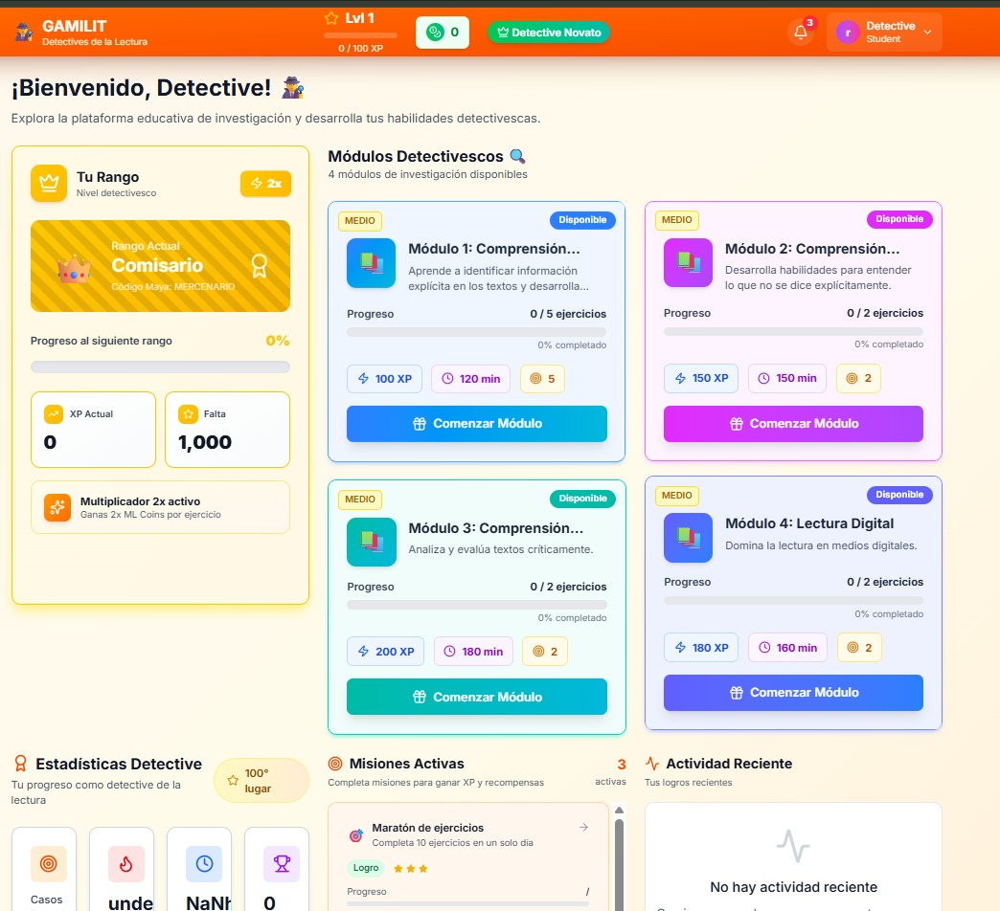 GAMILIT
Detectives de la Lectura
Lvl 1
0 / 100 XP
0
Detective Novato
3
r
Detective
Student
¡Bienvenido, Detective!
Explora la plataforma educativa de investigación y desarrolla tus habilidades detectivescas.
Tu Rango
Nivel detectivesco
2x
Rango Actual
Comisario
Código Maya: MERCENARIO
Progreso al siguiente rango
0%
XP Actual
0
Falta
1,000
Multiplicador 2x activo
Ganas 2x ML Coins por ejercicio
Módulos Detectivescos
4 módulos de investigación disponibles
MEDIO
Disponible
Módulo 1: Comprensión...
Aprende a identificar información
explícita en los textos y desarrolla...
Progreso
0 / 5 ejercicios
0% completado
100 XP
120 min
5
Comenzar Módulo
MEDIO
Disponible
Módulo 2: Comprensión...
Desarrolla habilidades para entender
lo que no se dice explícitamente.
Progreso
0 / 2 ejercicios
0% completado
150 XP
150 min
2
Comenzar Módulo
MEDIO
Disponible
Módulo 3: Comprensión...
Analiza y evalúa textos críticamente.
Progreso
0 / 2 ejercicios
0% completado
200 XP
180 min
2
Comenzar Módulo
MEDIO
Disponible
Módulo 4: Lectura Digital
Domina la lectura en medios digitales.
Progreso
0 / 2 ejercicios
0% completado
180 XP
160 min
2
Comenzar Módulo
Estadísticas Detective
Tu progreso como detective de la
lectura
100°
lugar
Casos
unde
NaNh
0
Misiones Activas
Completa misiones para ganar XP y recompensas
3
activas
Maratón de ejercicios
Completa 10 ejercicios en un solo día
Logro
Progreso
/
Actividad Reciente
Tus logros recientes
No hay actividad reciente